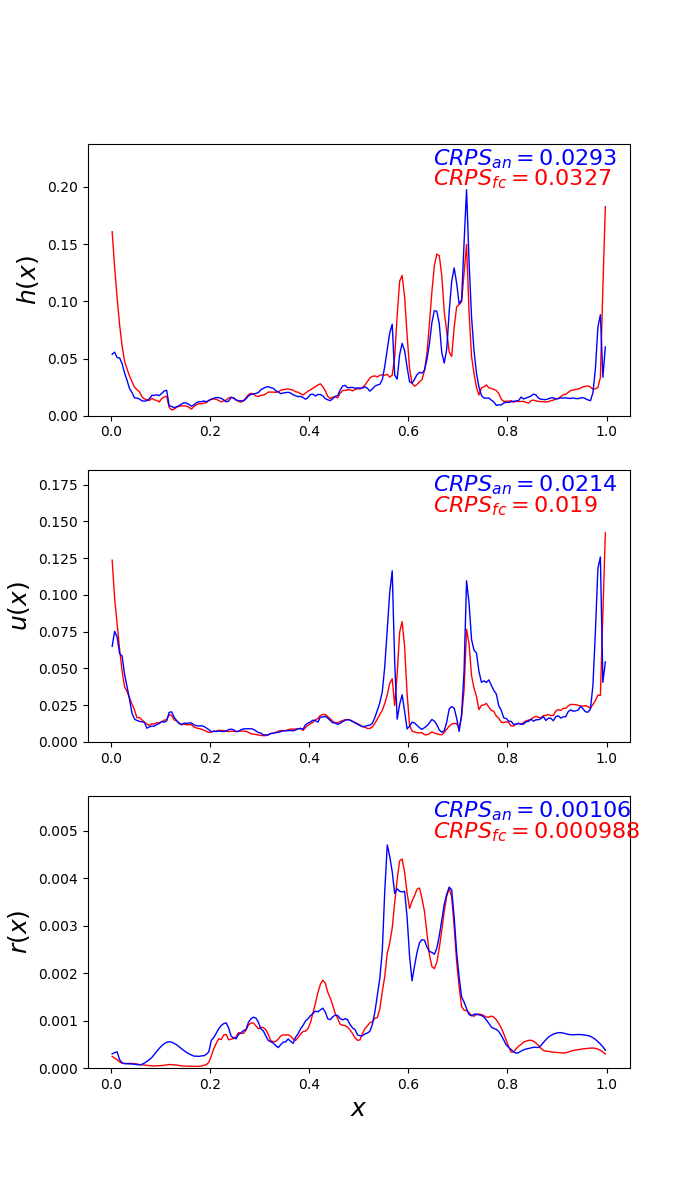 CRPS_an = 0.0293
CRPS_fc = 0.0327
h(x)
0.20
0.15
0.10
0.05
0.00
0.0 0.2 0.4 0.6 0.8 1.0
CRPS_an = 0.0214
CRPS_fc = 0.019
u(x)
0.175
0.150
0.125
0.100
0.075
0.050
0.025
0.000
0.0 0.2 0.4 0.6 0.8 1.0
CRPS_an = 0.00106
CRPS_fc = 0.000988
r(x)
0.005
0.004
0.003
0.002
0.001
0.000
0.0 0.2 0.4 0.6 0.8 1.0
x